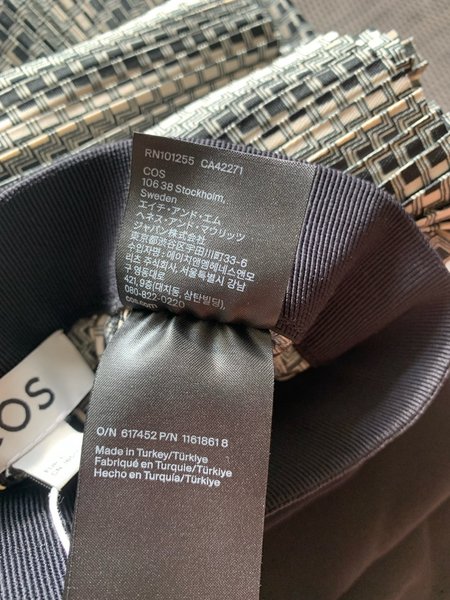 RN101255 CA42271
COS
106 38 Stockholm,
Sweden
エイチ・アンド・エム
ヘネス・アンド・マウリッツ
ジャパン株式会社
東京都渋谷区宇田川町33-6
수입자명:에이치앤엠헤네스앤모
리츠 주식회사, 서울특별시 강남
구 영동대로
421, 9층(대치동, 삼탄빌딩)
080-822-0220
cos.com
O/N 617452 P/N 1161861 8
Made in Turkey/Türkiye
Fabriqué en Turquie/Türkiye
Hecho en Turquía/Türkiye
COS